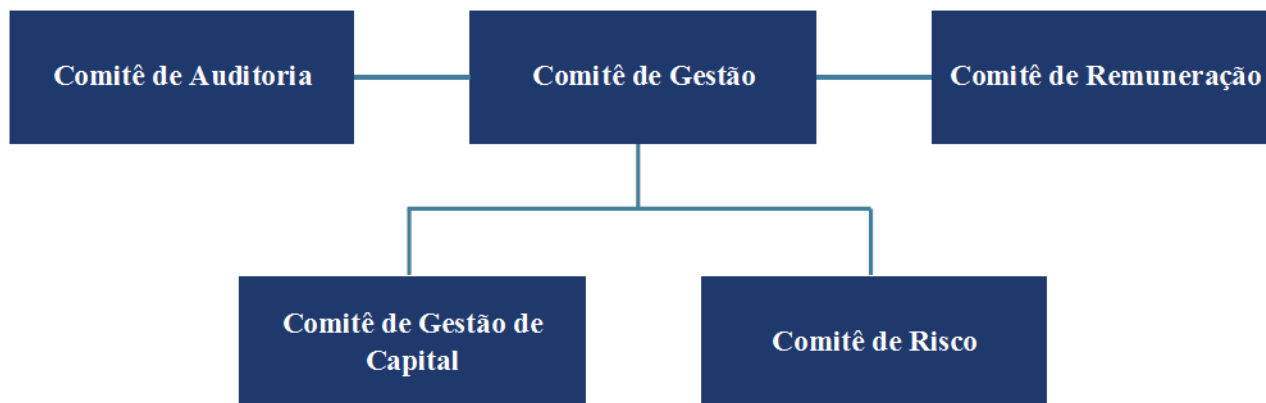 Comitê de Auditoria
Comitê de Gestão
Comitê de Remuneração
Comitê de Gestão de
Capital
Comitê de Risco